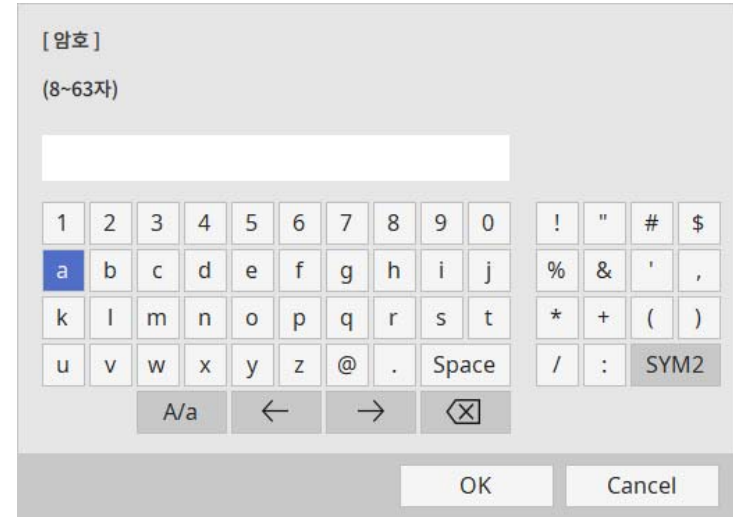 [ 암호 ]
(8~63자)
1 2 3 4 5 6 7 8 9 0 ! " # $
a b c d e f g h i j % & ' ,
k l m n o p q r s t * + ( )
u v w x y z @ . Space / : SYM2
A/a ← → ⌫
OK Cancel